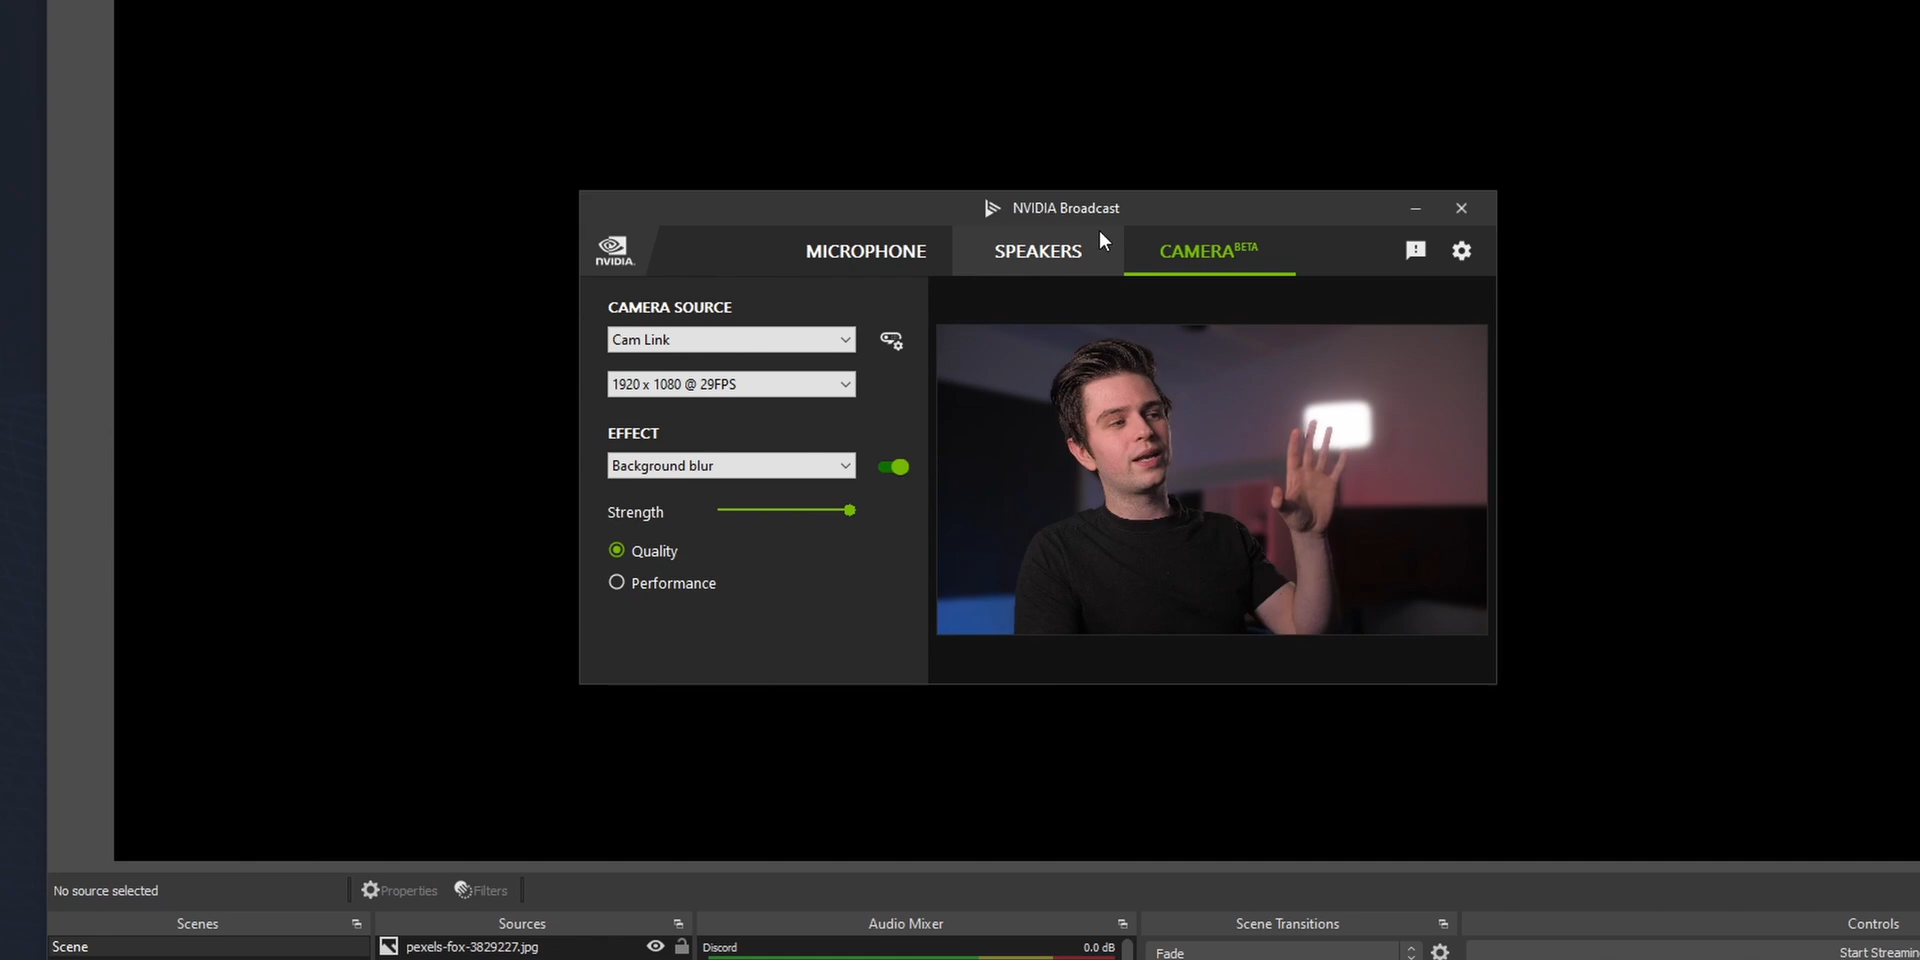 NVIDIA Broadcast
NVIDIA.
MICROPHONE
SPEAKERS
CAMERA BETA
CAMERA SOURCE
Cam Link
1920 x 1080 @ 29FPS
EFFECT
Background blur
Strength
Quality
Performance
No source selected
Properties
Filters
Scenes
Sources
Audio Mixer
Scene Transitions
Controls
Scene
pexels-fox-3829227.jpg
Discord
0.0 dB
Fade
Start Streamin